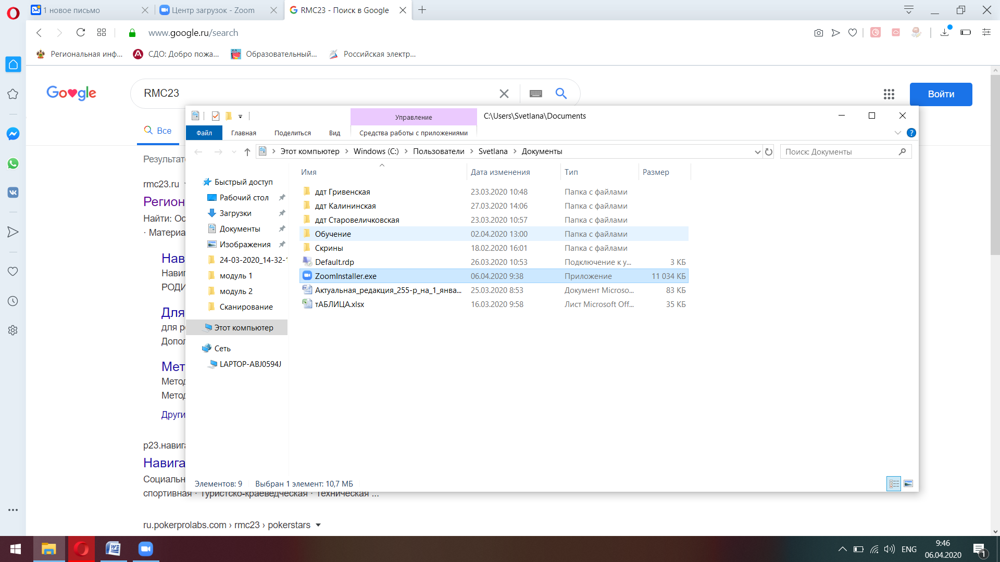 1 новое письмо
Центр загрузок - Zoom
RMC23 - Поиск в Google
www.google.ru/search
Региональная инф...
СДО: Добро пожа...
Образовательный...
Российская электр...
Google
RMC23
Войти
Все
Результат
rmc23.ru
Регион
Найти: Ос
· Материа
Нав
Навиг
РОДИ
Для
для р
Допол
Мет
Метод
Метод
Други
р23.навига
Навига
Социальн
спортивная · Туристско-краеведческая · Техническая ...
ru.pokerprolabs.com › rmc23 › pokerstars
Управление
C:\Users\Svetlana\Documents
Файл
Главная
Поделиться
Вид
Средства работы с приложениями
Этот компьютер
Windows (C:)
Пользователи
Svetlana
Документы
Поиск: Документы
Быстрый доступ
Рабочий стол
Загрузки
Документы
Изображения
24-03-2020_14-32-1
модуль 1
модуль 2
Сканирование
Этот компьютер
Сеть
LAPTOP-ABJ0594J
Имя Дата изменения Тип Размер
ддт Гривенская 23.03.2020 10:48 Папка с файлами
ддт Калининская 27.03.2020 14:06 Папка с файлами
ддт Старовеличковская 23.03.2020 10:57 Папка с файлами
Обучение 02.04.2020 13:00 Папка с файлами
Скрины 18.02.2020 16:01 Папка с файлами
Default.rdp 26.03.2020 10:53 Подключение к у... 3 КБ
ZoomInstaller.exe 06.04.2020 9:38 Приложение 11 034 КБ
Актуальная_редакция_255-р_на_1_янва... 25.03.2020 8:53 Документ Microso... 83 КБ
тАБЛИЦА.xlsx 16.03.2020 9:58 Лист Microsoft Off... 35 КБ
Элементов: 9
Выбран 1 элемент: 10,7 МБ
ENG
9:46
06.04.2020
1